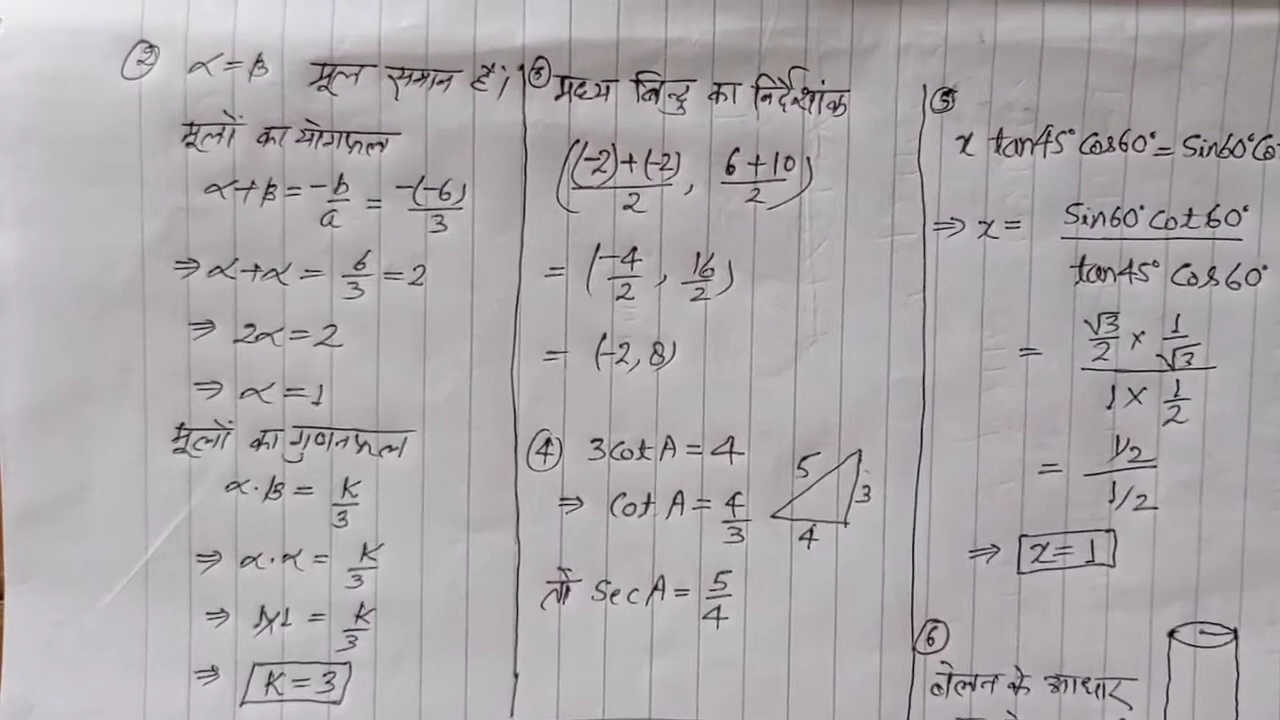 ② α=β मूल समान हैं।
मूलों का योगफल
α+β = -b/a = -(-6)/3
⇒ α+α = 6/3 = 2
⇒ 2α = 2
⇒ α = 1
मूलों का गुणनफल
α·β = K/3
⇒ α·α = K/3
⇒ 1×1 = K/3
⇒ K = 3
③ मध्य बिन्दु का निर्देशांक
((-2)+(-2)/2, 6+10/2)
= (-4/2, 16/2)
= (-2, 8)
④ 3cot A = 4
⇒ Cot A = 4/3
5
3
4
तो Sec A = 5/4
⑤
x tan45° Cos60° = Sin60° Co
⇒ x = Sin60° Cot60° / tan45° Cos60°
= √3/2 × 1/√3 / 1 × 1/2
= 1/2 / 1/2
⇒ x = 1
⑥
बेलन के आधार